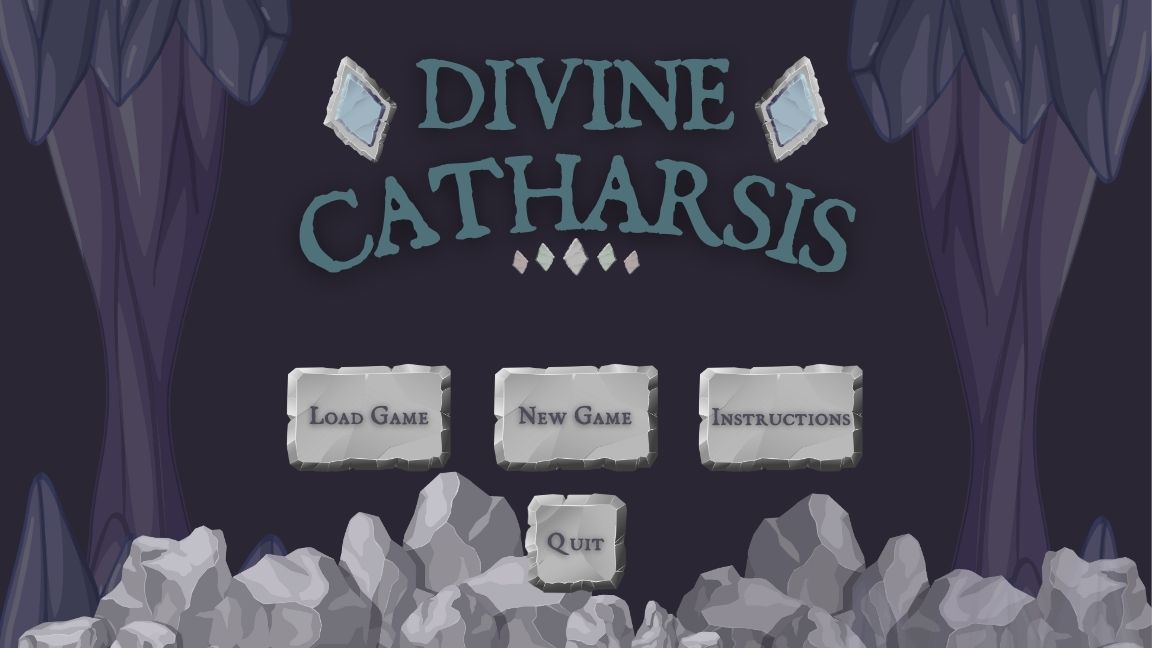 DIVINE
CATHARSIS
Load Game
New Game
Instructions
Quit